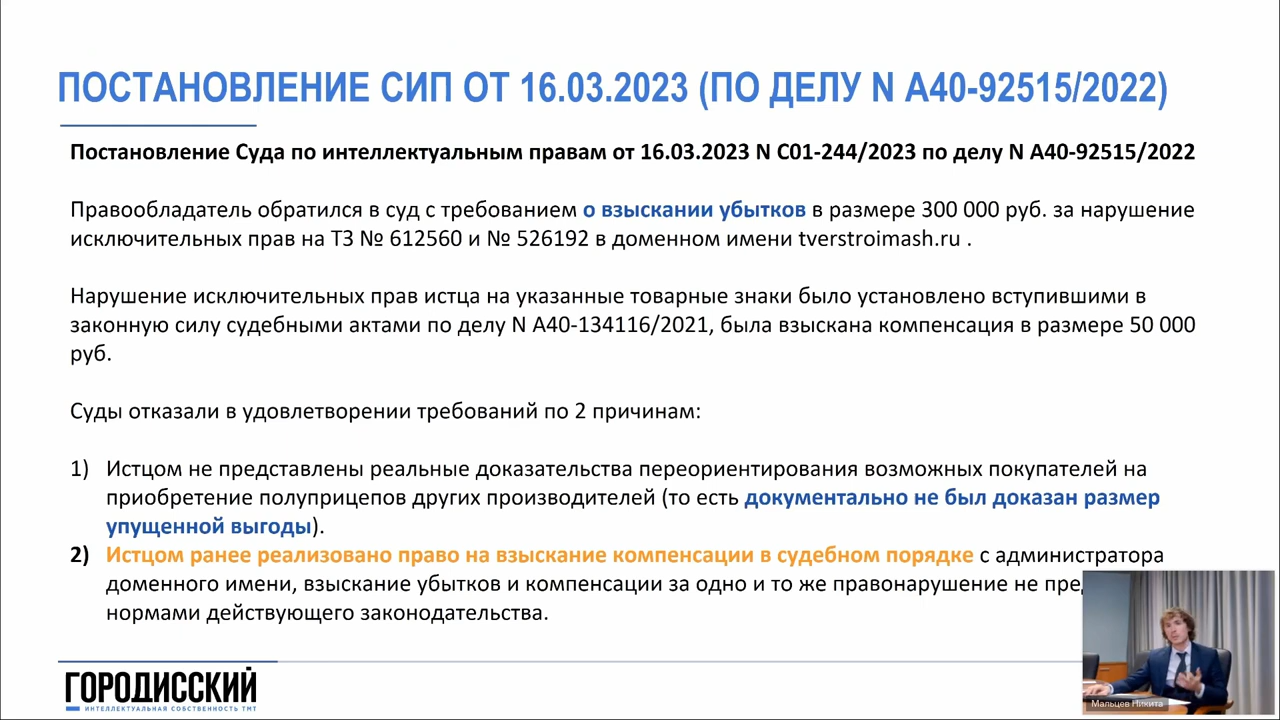 ПОСТАНОВЛЕНИЕ СИП ОТ 16.03.2023 (ПО ДЕЛУ N А40-92515/2022)
Постановление Суда по интеллектуальным правам от 16.03.2023 N С01-244/2023 по делу N А40-92515/2022
Правообладатель обратился в суд с требованием о взыскании убытков в размере 300 000 руб. за нарушение
исключительных прав на ТЗ № 612560 и № 526192 в доменном имени tverstroimash.ru .
Нарушение исключительных прав истца на указанные товарные знаки было установлено вступившими в
законную силу судебными актами по делу N А40-134116/2021, была взыскана компенсация в размере 50 000
руб.
Суды отказали в удовлетворении требований по 2 причинам:
1) Истцом не представлены реальные доказательства переориентирования возможных покупателей на
приобретение полуприцепов других производителей (то есть документально не был доказан размер
упущенной выгоды).
2) Истцом ранее реализовано право на взыскание компенсации в судебном порядке с администратора
доменного имени, взыскание убытков и компенсации за одно и то же правонарушение не
нормами действующего законодательства.
ГОРОДИССКИЙ
ИНТЕЛЛЕКТУАЛЬНАЯ СОБСТВЕННОСТЬ ТМТ
Мальцев Никита